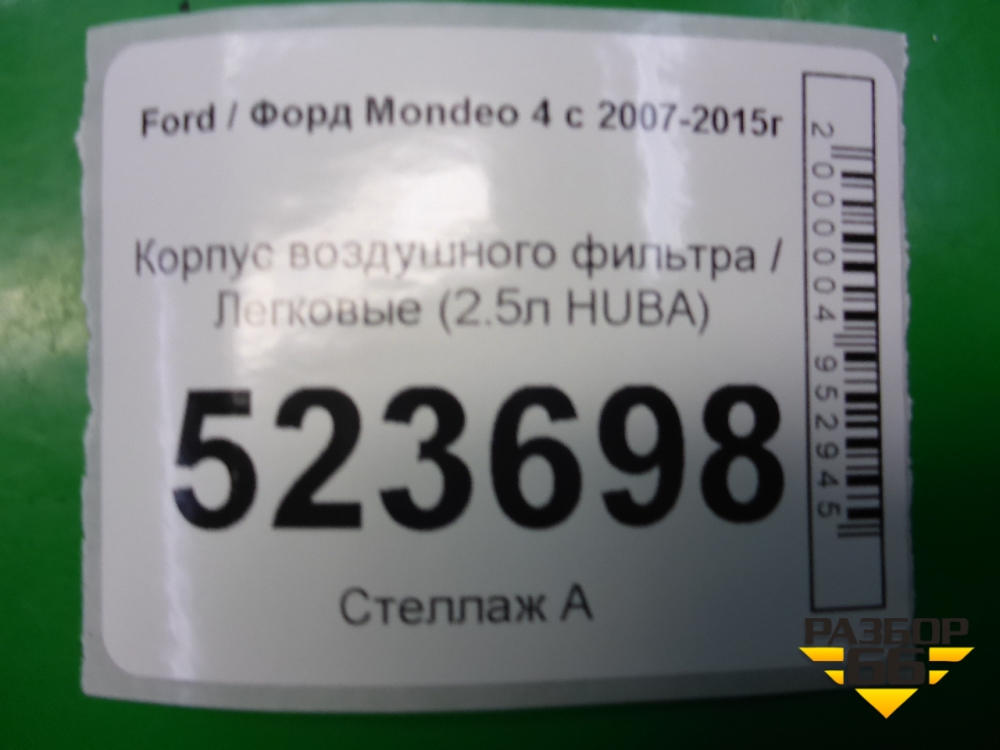 Ford / Форд Mondeo 4 с 2007-2015г
Корпус воздушного фильтра /
Легковые (2.5л HUBA)
523698
Стеллаж А
2000004952945
РАЗБОР
66